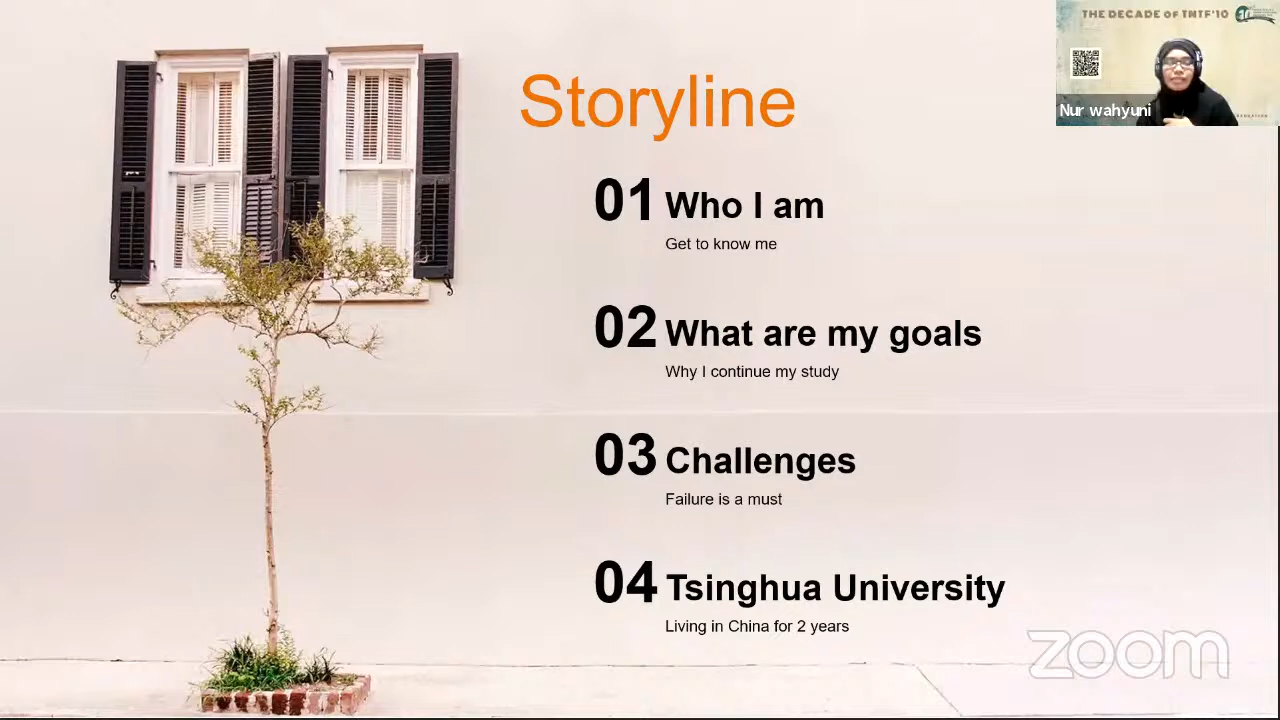 Storyline
01 Who I am
Get to know me
02 What are my goals
Why I continue my study
03 Challenges
Failure is a must
04 Tsinghua University
Living in China for 2 years
THE DECADE OF TNTF'10
Nur wahyuni
zoom